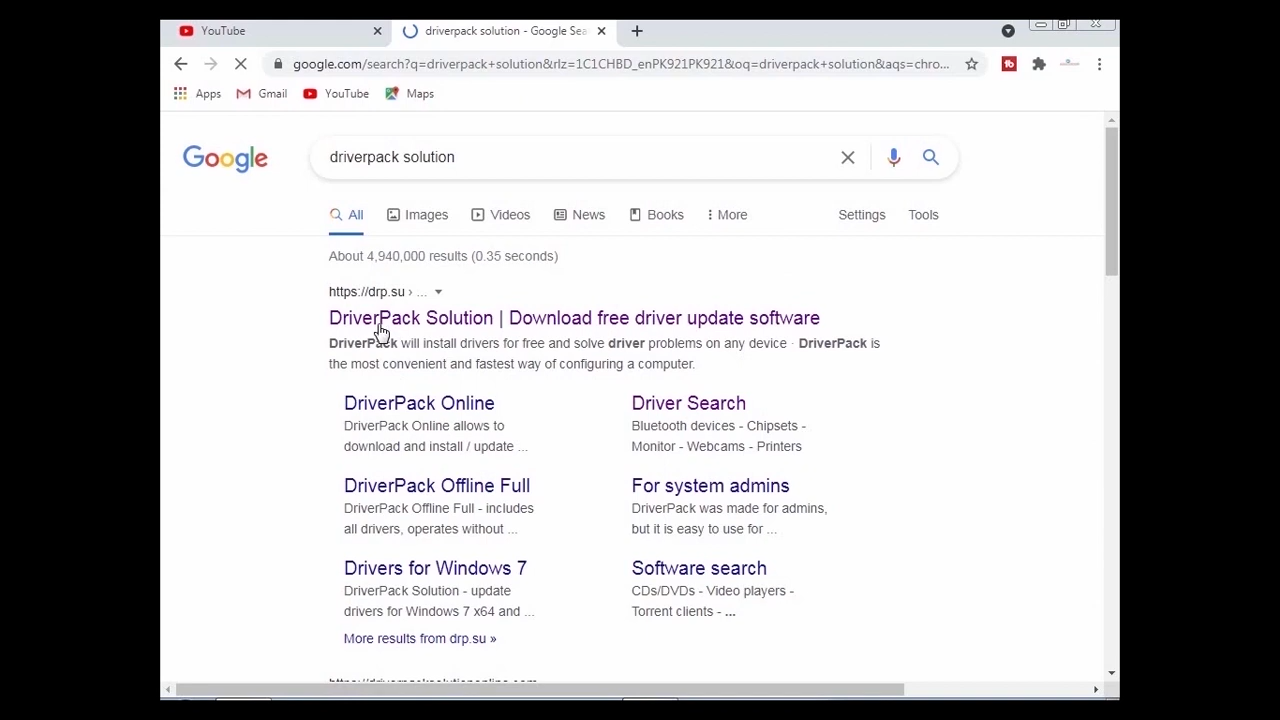 YouTube
driverpack solution - Google Sea
google.com/search?q=driverpack+solution&rlz=1C1CHBD_enPK921PK921&oq=driverpack+solution&aqs=chro...
Apps Gmail YouTube Maps
Google
driverpack solution
All Images Videos News Books More Settings Tools
About 4,940,000 results (0.35 seconds)
https://drp.su › ...
DriverPack Solution | Download free driver update software
DriverPack will install drivers for free and solve driver problems on any device · DriverPack is
the most convenient and fastest way of configuring a computer.
DriverPack Online
DriverPack Online allows to
download and install / update ...
Driver Search
Bluetooth devices - Chipsets -
Monitor - Webcams - Printers
DriverPack Offline Full
DriverPack Offline Full - includes
all drivers, operates without ...
For system admins
DriverPack was made for admins,
but it is easy to use for ...
Drivers for Windows 7
DriverPack Solution - update
drivers for Windows 7 x64 and ...
Software search
CDs/DVDs - Video players -
Torrent clients - ...
More results from drp.su »